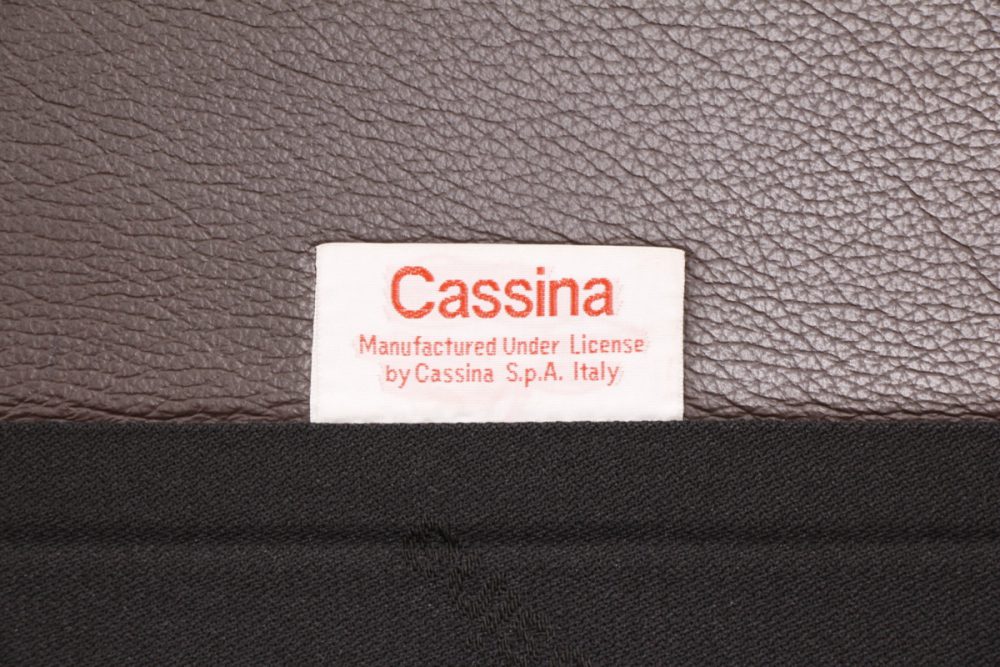 Cassina
Manufactured Under License
by Cassina S.p.A. Italy